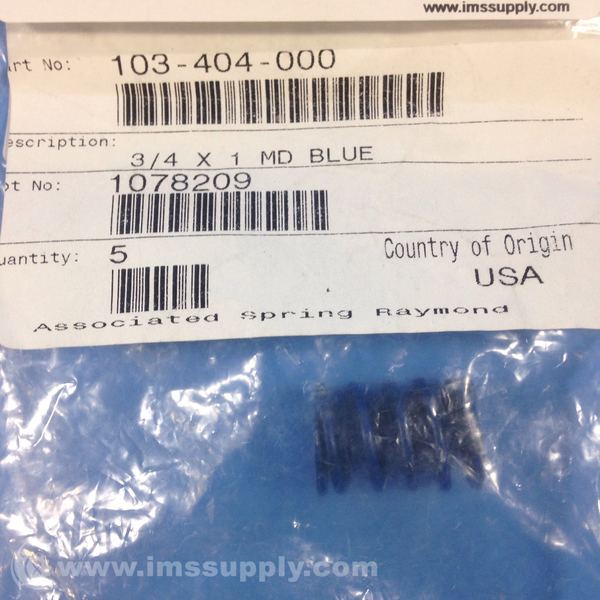 www.imssupply.com
rt No: 103-404-000
escription:
3/4 X 1 MD BLUE
ot No: 1078209
uantity: 5
Country of Origin
USA
Associated Spring Raymond
(c) www.imssupply.com